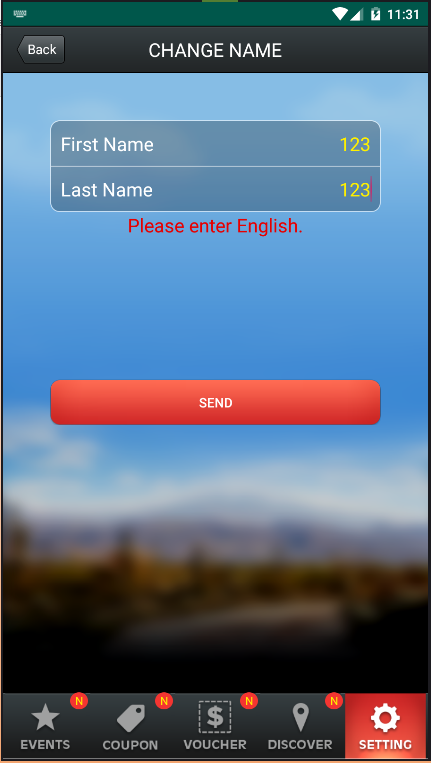 11:31
Back
CHANGE NAME
First Name 123
Last Name 123
Please enter English.
SEND
N N N N
EVENTS COUPON VOUCHER DISCOVER SETTING